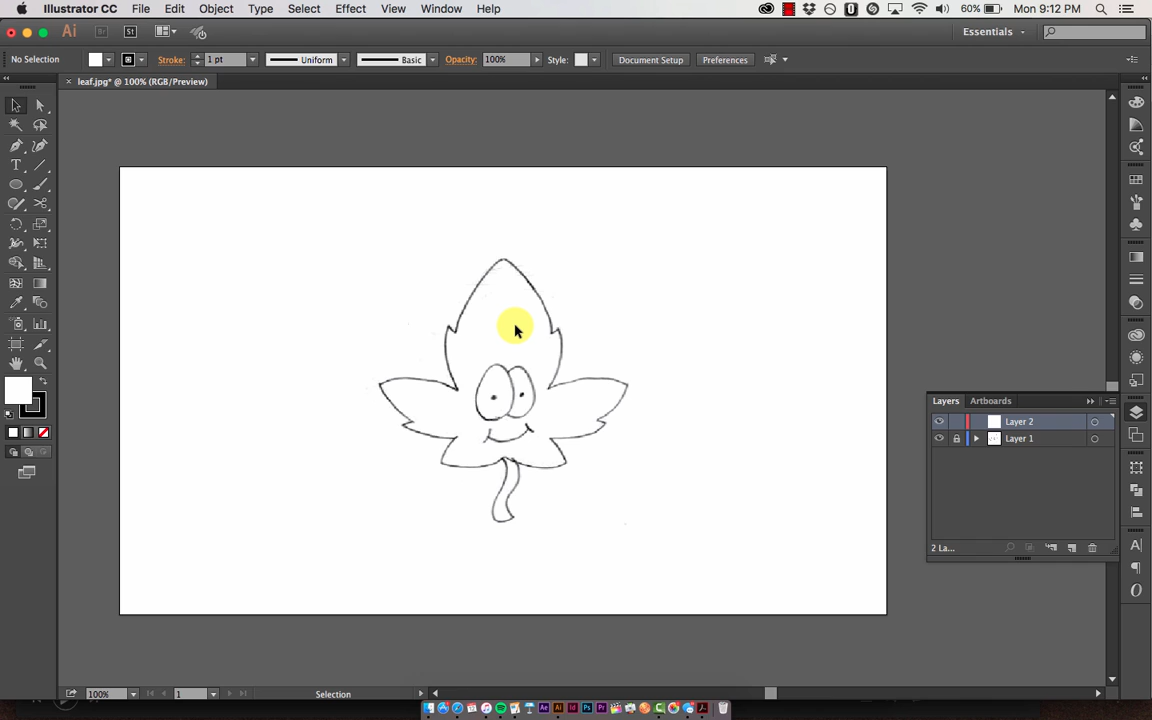 Illustrator CC File Edit Object Type Select Effect View Window Help 60% Mon 9:12 PM
Ai Br St Essentials
No Selection Stroke: 1 pt Uniform Basic Opacity: 100% Style: Document Setup Preferences
× leaf.jpg* @ 100% (RGB/Preview)
Layers Artboards
Layer 2
Layer 1
2 La...
100% 1 Selection